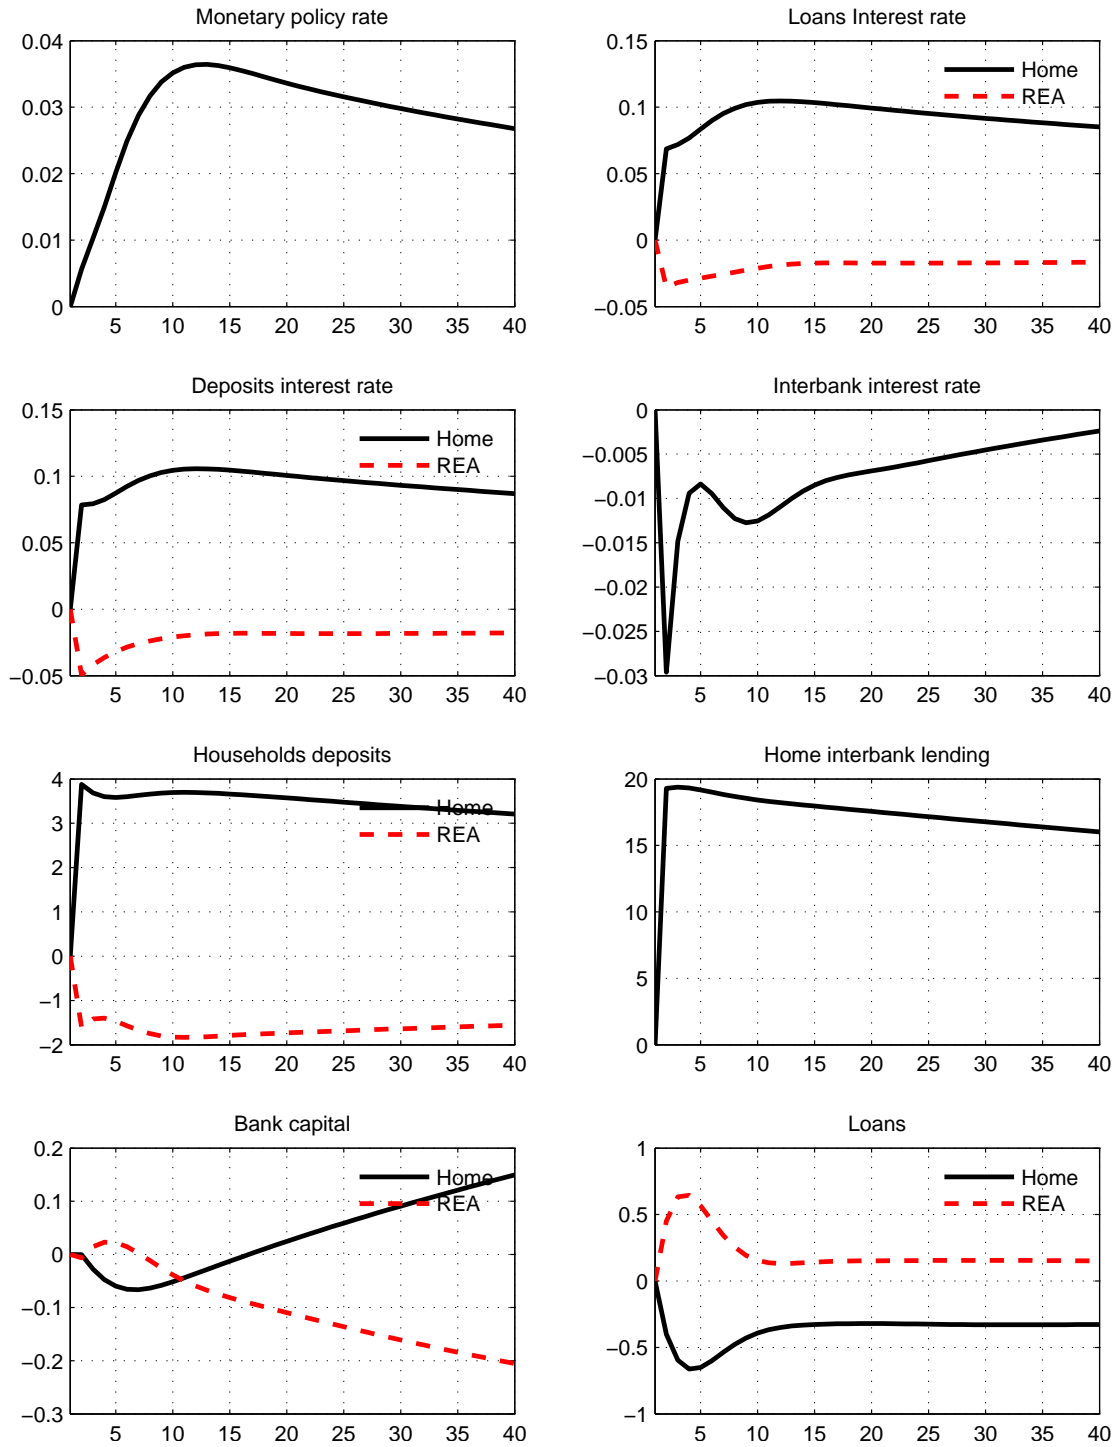 Monetary policy rate
0.04
0.03
0.02
0.01
0
5 10 15 20 25 30 35 40
Loans Interest rate
0.15
0.1
0.05
0
−0.05
Home
REA
5 10 15 20 25 30 35 40
Deposits interest rate
0.15
0.1
0.05
0
−0.05
Home
REA
5 10 15 20 25 30 35 40
Interbank interest rate
0
−0.005
−0.01
−0.015
−0.02
−0.025
−0.03
5 10 15 20 25 30 35 40
Households deposits
4
3
2
1
0
−1
−2
Home
REA
5 10 15 20 25 30 35 40
Home interbank lending
20
15
10
5
0
5 10 15 20 25 30 35 40
Bank capital
0.2
0.1
0
−0.1
−0.2
−0.3
Home
REA
5 10 15 20 25 30 35 40
Loans
1
0.5
0
−0.5
−1
Home
REA
5 10 15 20 25 30 35 40